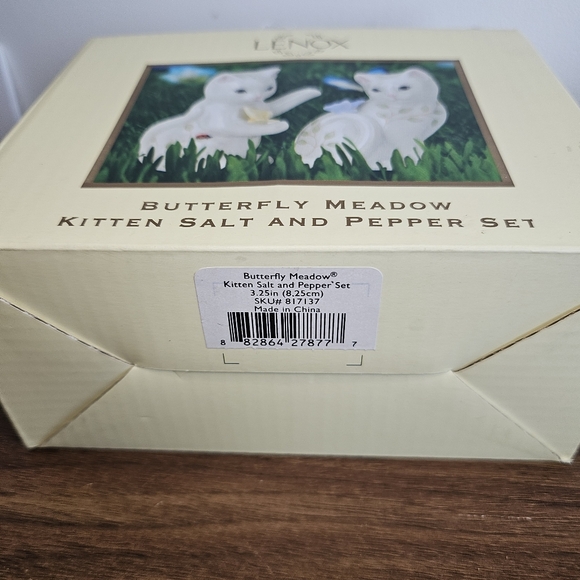 LENOX
BUTTERFLY MEADOW
KITTEN SALT AND PEPPER SET
Butterfly Meadow®
Kitten Salt and Pepper Set
3.25in (8.25cm)
SKU# 817137
Made in China
8 82864 27877 7